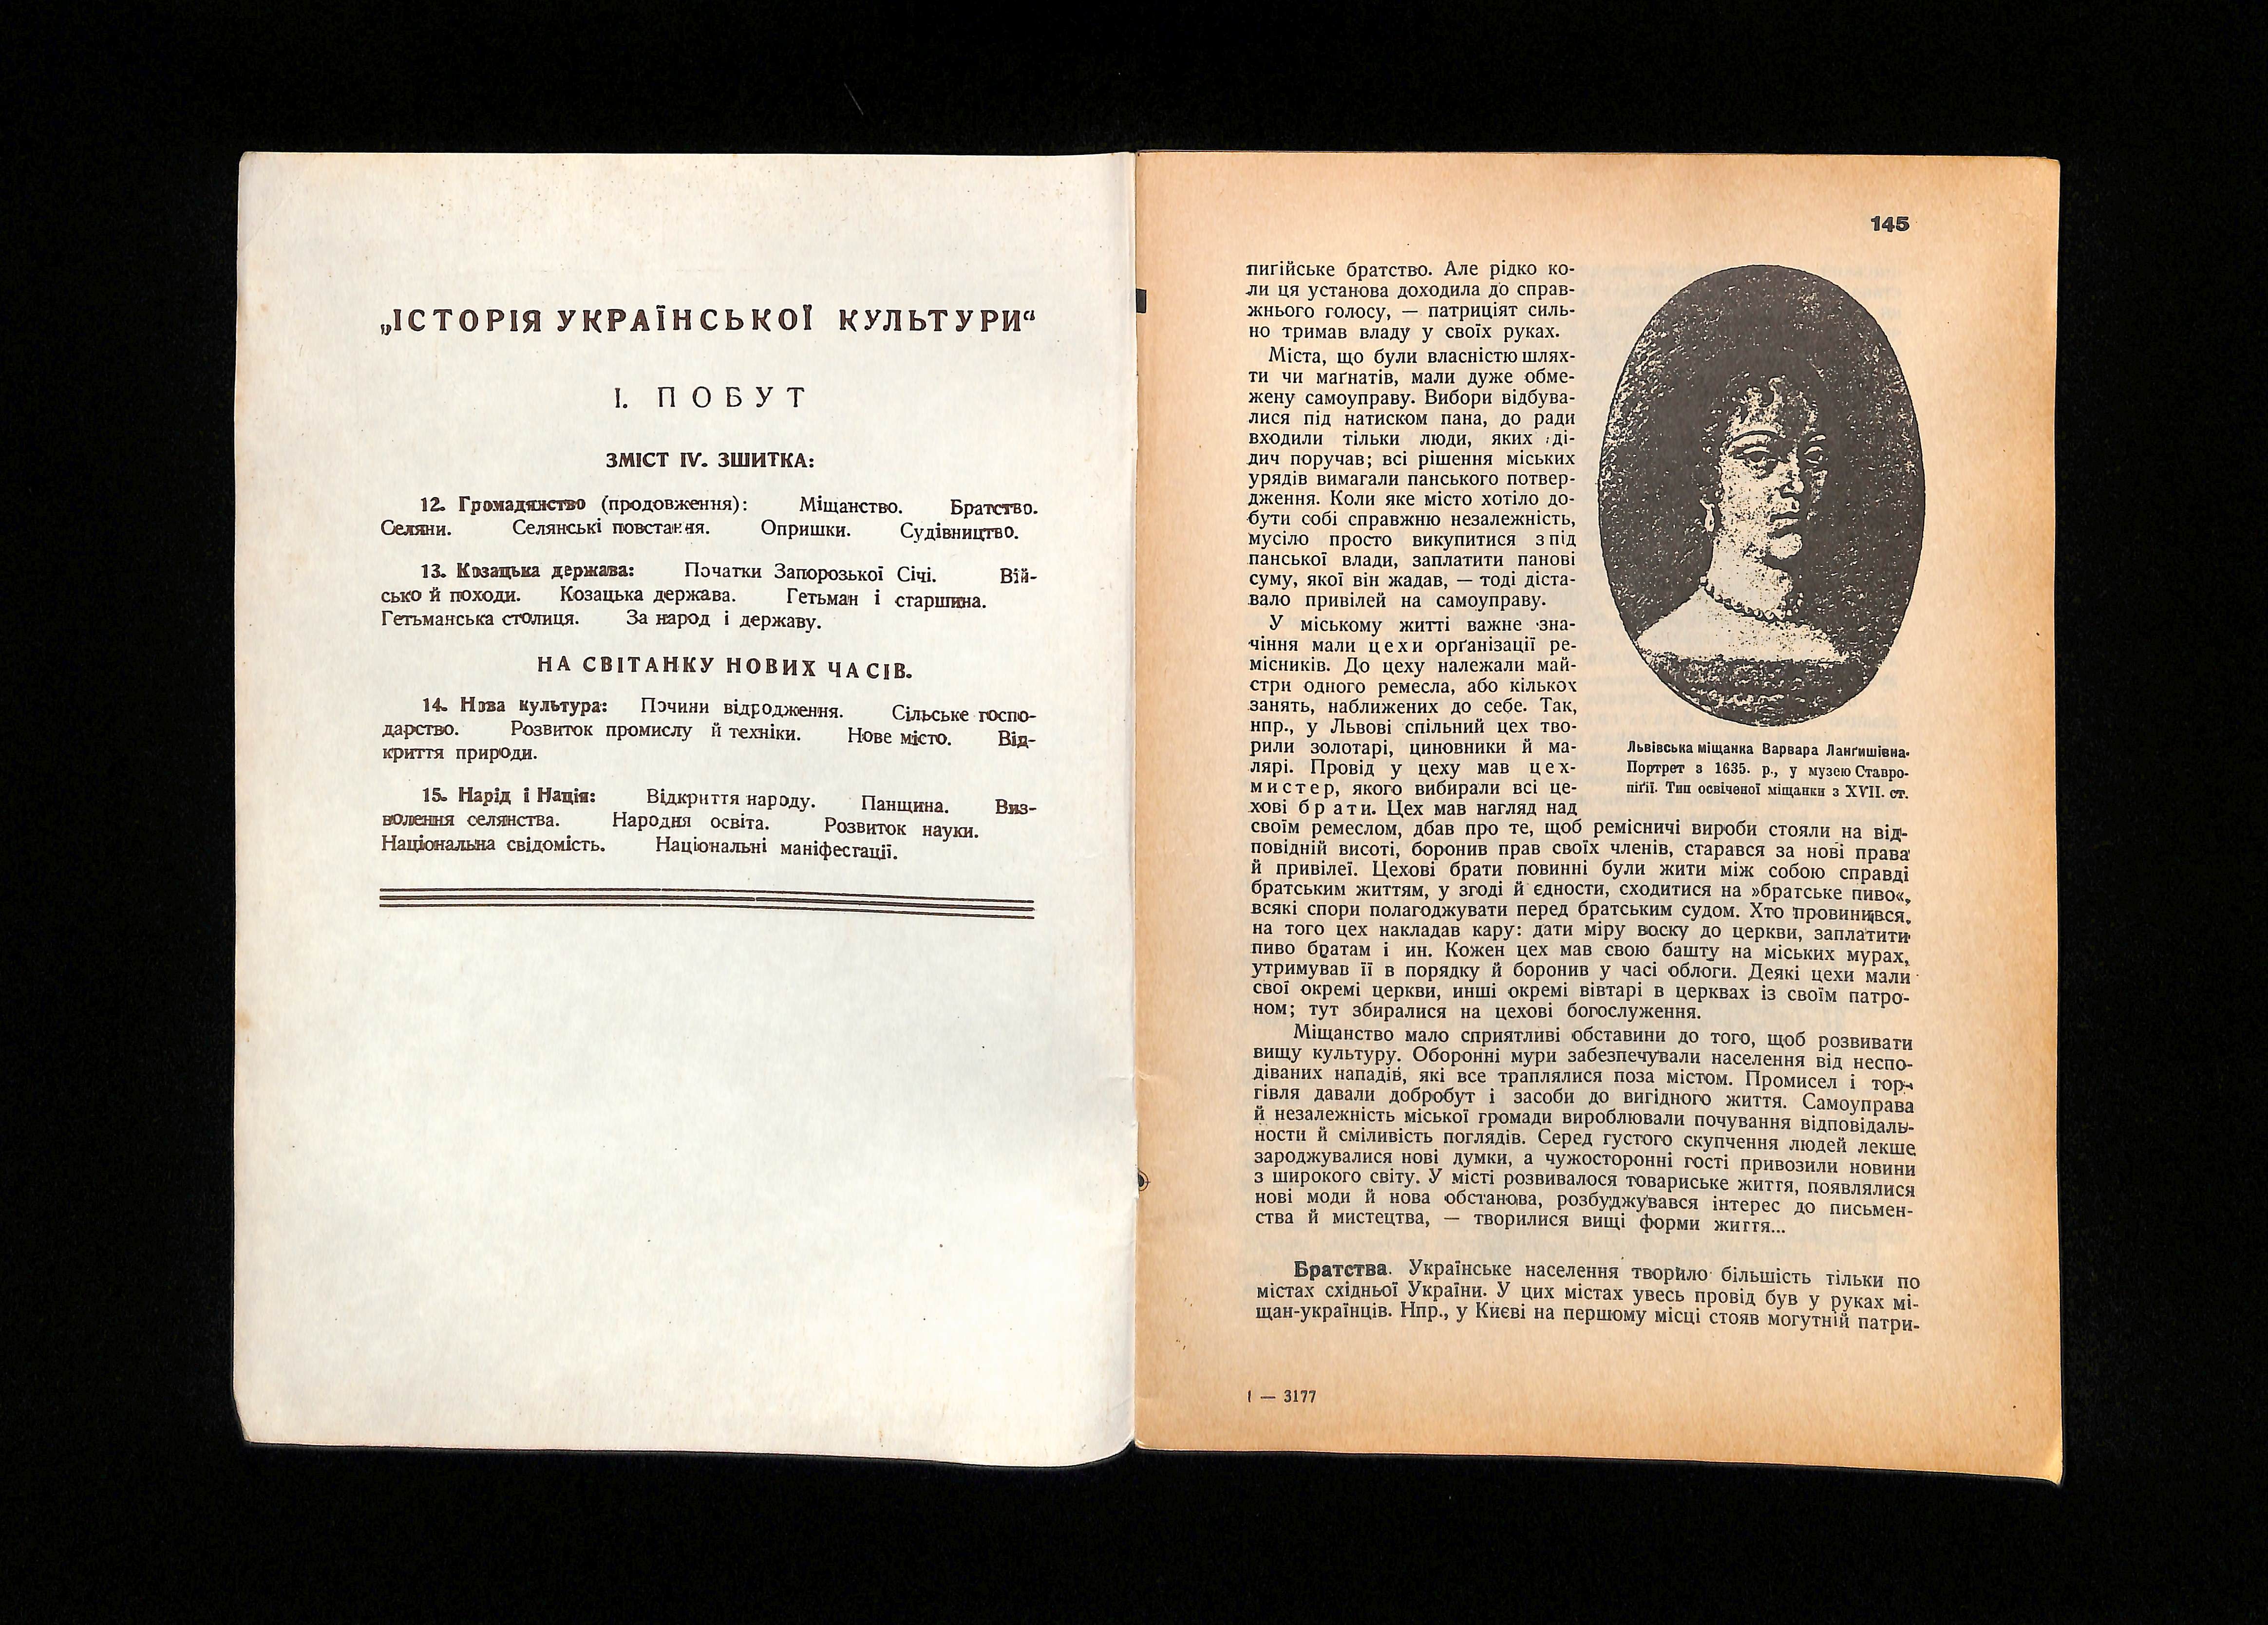 „ІСТОРІЯ УКРАЇНСЬКОЇ КУЛЬТУРИ“
І. ПОБУТ
ЗМІСТ IV. ЗШИТКА:
12. Громадянство (продовження): Міщанство. Братство.
Селяни. Селянські повстання. Опришки. Судівництво.
13. Козацька держава: Початки Запорозької Січі. Вій-
сько й походи. Козацька держава. Гетьман і старшина.
Гетьманська столиця. За народ і державу.
НА СВІТАНКУ НОВИХ ЧАСІВ.
14. Нова культура: Почини відродження. Сільське госпо-
дарство. Розвиток промислу й техніки. Нове місто. Від-
криття природи.
15. Нарід і Нація: Відкриття народу. Панщина. Виз-
волення селянства. Народня освіта. Розвиток науки.
Національна свідомість. Національні маніфестації.
145
пигійське братство. Але рідко ко-
ли ця установа доходила до справ-
жнього голосу, — патриціят силь-
но тримав владу у своїх руках.
Міста, що були власністю шлях-
ти чи маґнатів, мали дуже обме-
жену самоуправу. Вибори відбува-
лися під натиском пана, до ради
входили тільки люди, яких ді-
дич поручав; всі рішення міських
урядів вимагали панського потвер-
дження. Коли яке місто хотіло до-
бути собі справжню незалежність,
мусіло просто викупитися зпід
панської влади, заплатити панові
суму, якої він жадав, — тоді діста-
вало привілей на самоуправу.
У міському житті важне зна-
чіння мали цехи орґанізації ре-
місників. До цеху належали май-
стри одного ремесла, або кількох
занять, наближених до себе. Так,
нпр., у Львові спільний цех тво-
рили золотарі, циновники й ма-
лярі. Провід у цеху мав цех-
мистер, якого вибирали всі це-
хові брати. Цех мав нагляд над
Львівська міщанка Варвара Ланґишівна.
Портрет з 1635. р., у музею Ставро-
піґії. Тип освіченої міщанки з XVII. ст.
своїм ремеслом, дбав про те, щоб ремісничі вироби стояли на від-
повідній висоті, боронив прав своїх членів, старався за нові права
й привілеї. Цехові брати повинні були жити між собою справді
братським життям, у згоді й єдности, сходитися на »братське пиво«,
всякі спори полагоджувати перед братським судом. Хто провинився,
на того цех накладав кару: дати міру воску до церкви, заплатити
пиво братам і ин. Кожен цех мав свою башту на міських мурах,
утримував її в порядку й боронив у часі облоги. Деякі цехи мали
свої окремі церкви, инші окремі вівтарі в церквах із своїм патро-
ном; тут збиралися на цехові богослуження.
Міщанство мало сприятливі обставини до того, щоб розвивати
вищу культуру. Оборонні мури забезпечували населення від неспо-
діваних нападів, які все траплялися поза містом. Промисел і тор-
гівля давали добробут і засоби до вигідного життя. Самоуправа
й незалежність міської громади вироблювали почування відповідаль-
ности й сміливість поглядів. Серед густого скупчення людей лекше
зароджувалися нові думки, а чужосторонні гості привозили новини
з широкого світу. У місті розвивалося товариське життя, появлялися
нові моди й нова обстанова, розбуджувався інтерес до письмен-
ства й мистецтва, — творилися вищі форми життя...
Братства. Українське населення творило більшість тільки по
містах східньої України. У цих містах увесь провід був у руках мі-
щан-українців. Нпр., у Києві на першому місці стояв могутній патри-
I — 3177